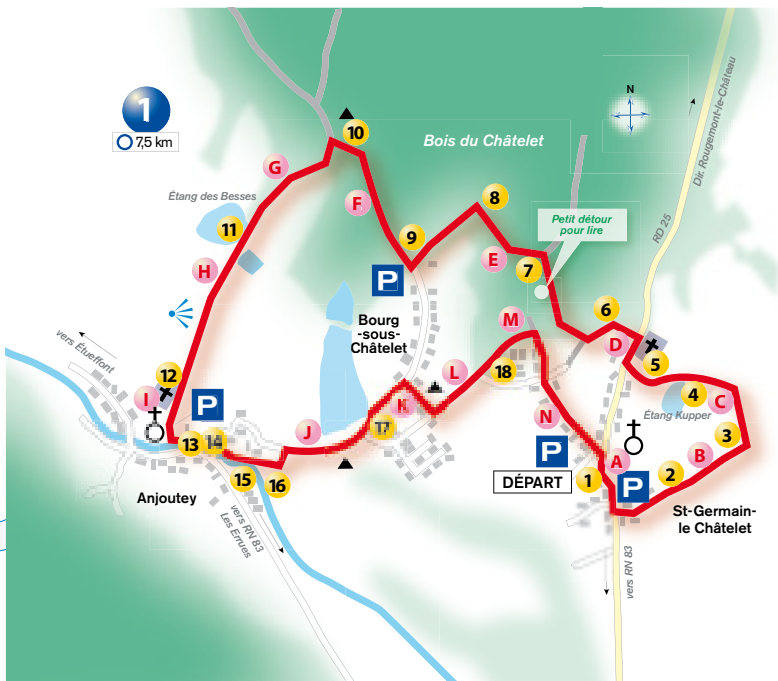 1
7,5 km
N
Bois du Châtelet
Dir. Rougemont-le-Château
RD 25
10
G
Étang des Besses
F
8
11
9
Petit détour
pour lire
E
7
H
P
M
6
Bourg
-sous-
Châtelet
D
vers Étueffont
5
12
18
L
4
C
I
P
K
Étang Kupper
N
17
J
3
13
14
B
P
A
Anjoutey
15
16
DÉPART
1
P
2
St-Germain-
le Châtelet
vers RN 83
Les Errues
vers RN 83